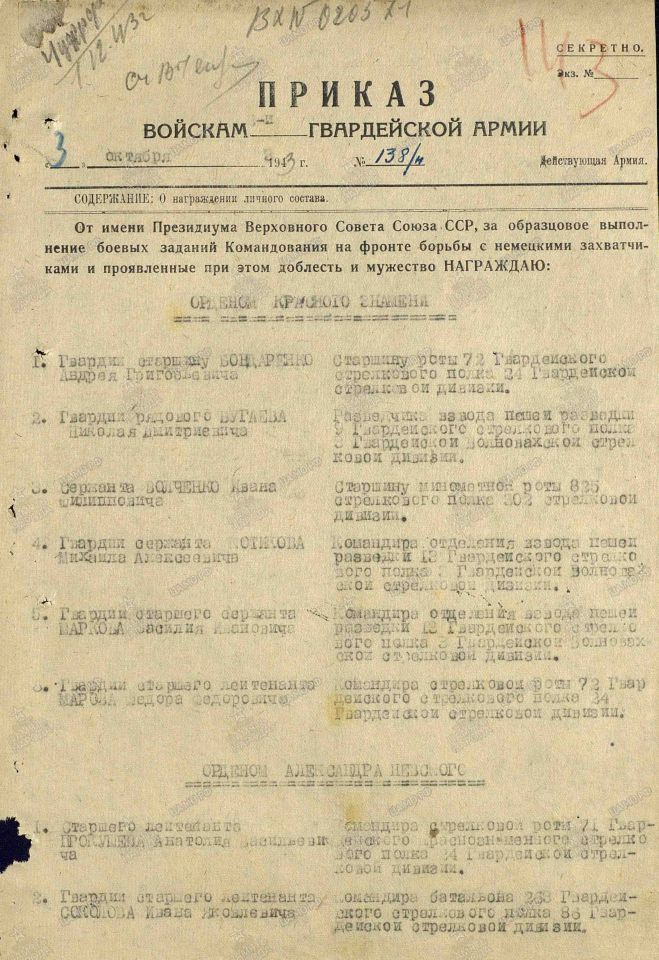 ВХ№ 0205
143
СЕКРЕТНО.
Экз. №
ПРИКАЗ
ВОЙСКАМ ГВАРДЕЙСКОЙ АРМИИ
3 октября 1943 г. № 138/н Действующая Армия.
СОДЕРЖАНИЕ: О награждении личного состава.
От имени Президиума Верховного Совета Союза ССР, за образцовое выпол-
нение боевых заданий Командования на фронте борьбы с немецкими захватчи-
ками и проявленные при этом доблесть и мужество НАГРАЖДАЮ:
ОРДЕНОМ КРАСНОГО ЗНАМЕНИ
1. Гвардии старшину БОНДАРЕНКО
Андрея Григорьевича
Старшину роты 72 Гвардейского
стрелкового полка 24 Гвардейской
стрелковой дивизии.
2. Гвардии рядового БУГАЕВА
Николая Дмитриевича
Разведчика взвода пешей разведки
9 Гвардейского стрелкового полка
3 Гвардейской Волновахской стрел
ковой дивизии.
3. Сержанта ВОЙЧЕНКО Ивана
Филипповича
Старшину минометной роты 825
стрелкового полка 302 стрелковой
дивизии.
4. Гвардии сержанта
Михаила Алексеевича
Командира отделения взвода пешей
разведки 13 Гвардейского стрелко
вого полка Гвардейской Волновах
ской стрелковой дивизии.
5. Гвардии старшего сержанта
МАРКОВА Василия Ивановича
Командира отделения взвода пешей
разведки 13 Гвардейского стрелко
вого полка 3 Гвардейской Волновах
ской стрелковой дивизии.
Гвардии старшего лейтенанта
Федора Федоровича
Командира стрелковой роты 72 Гвар
дейского стрелкового полка 24
Гвардейской стрелковой дивизии.
ОРДЕНОМ АЛЕКСАНДРА НЕВСКОГО
1. Старшего лейтенанта
Анатолия Васильеви
ча
Командира стрелковой роты 71 Гвар-
дейского краснознаменного стрелко
вого полка 24 Гвардейской стрел-
ковой дивизии.
2. Гвардии старшего лейтенанта
СОКОЛОВА Ивана Яковлевича
Командира батальона 268 Гвардей-
ского стрелкового полка 86 Гвар-
дейской стрелковой дивизии.